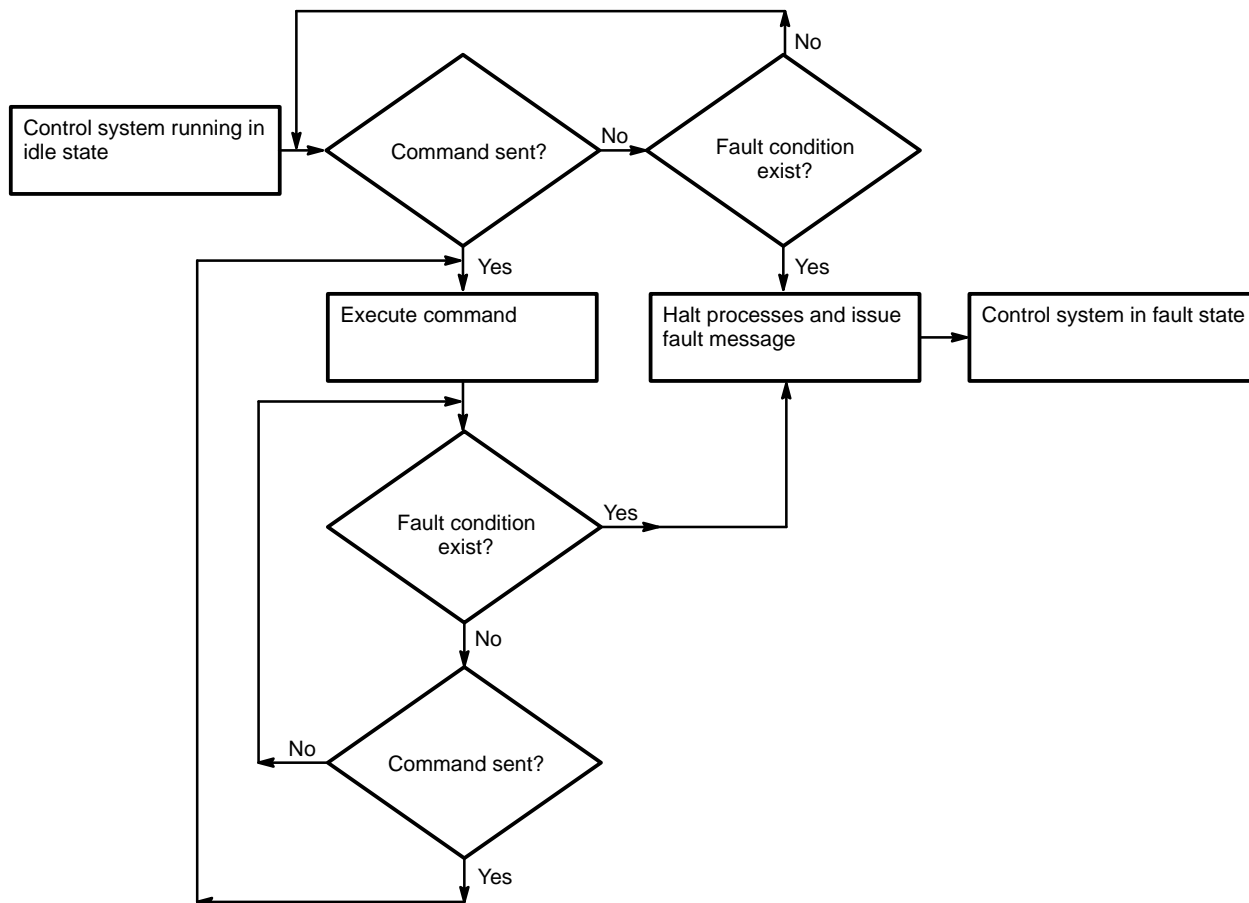 No
Control system running in
idle state
Command sent?
No
Fault condition
exist?
Yes
Yes
Execute command
Halt processes and issue
fault message
Control system in fault state
Fault condition
exist?
Yes
No
No
Command sent?
Yes